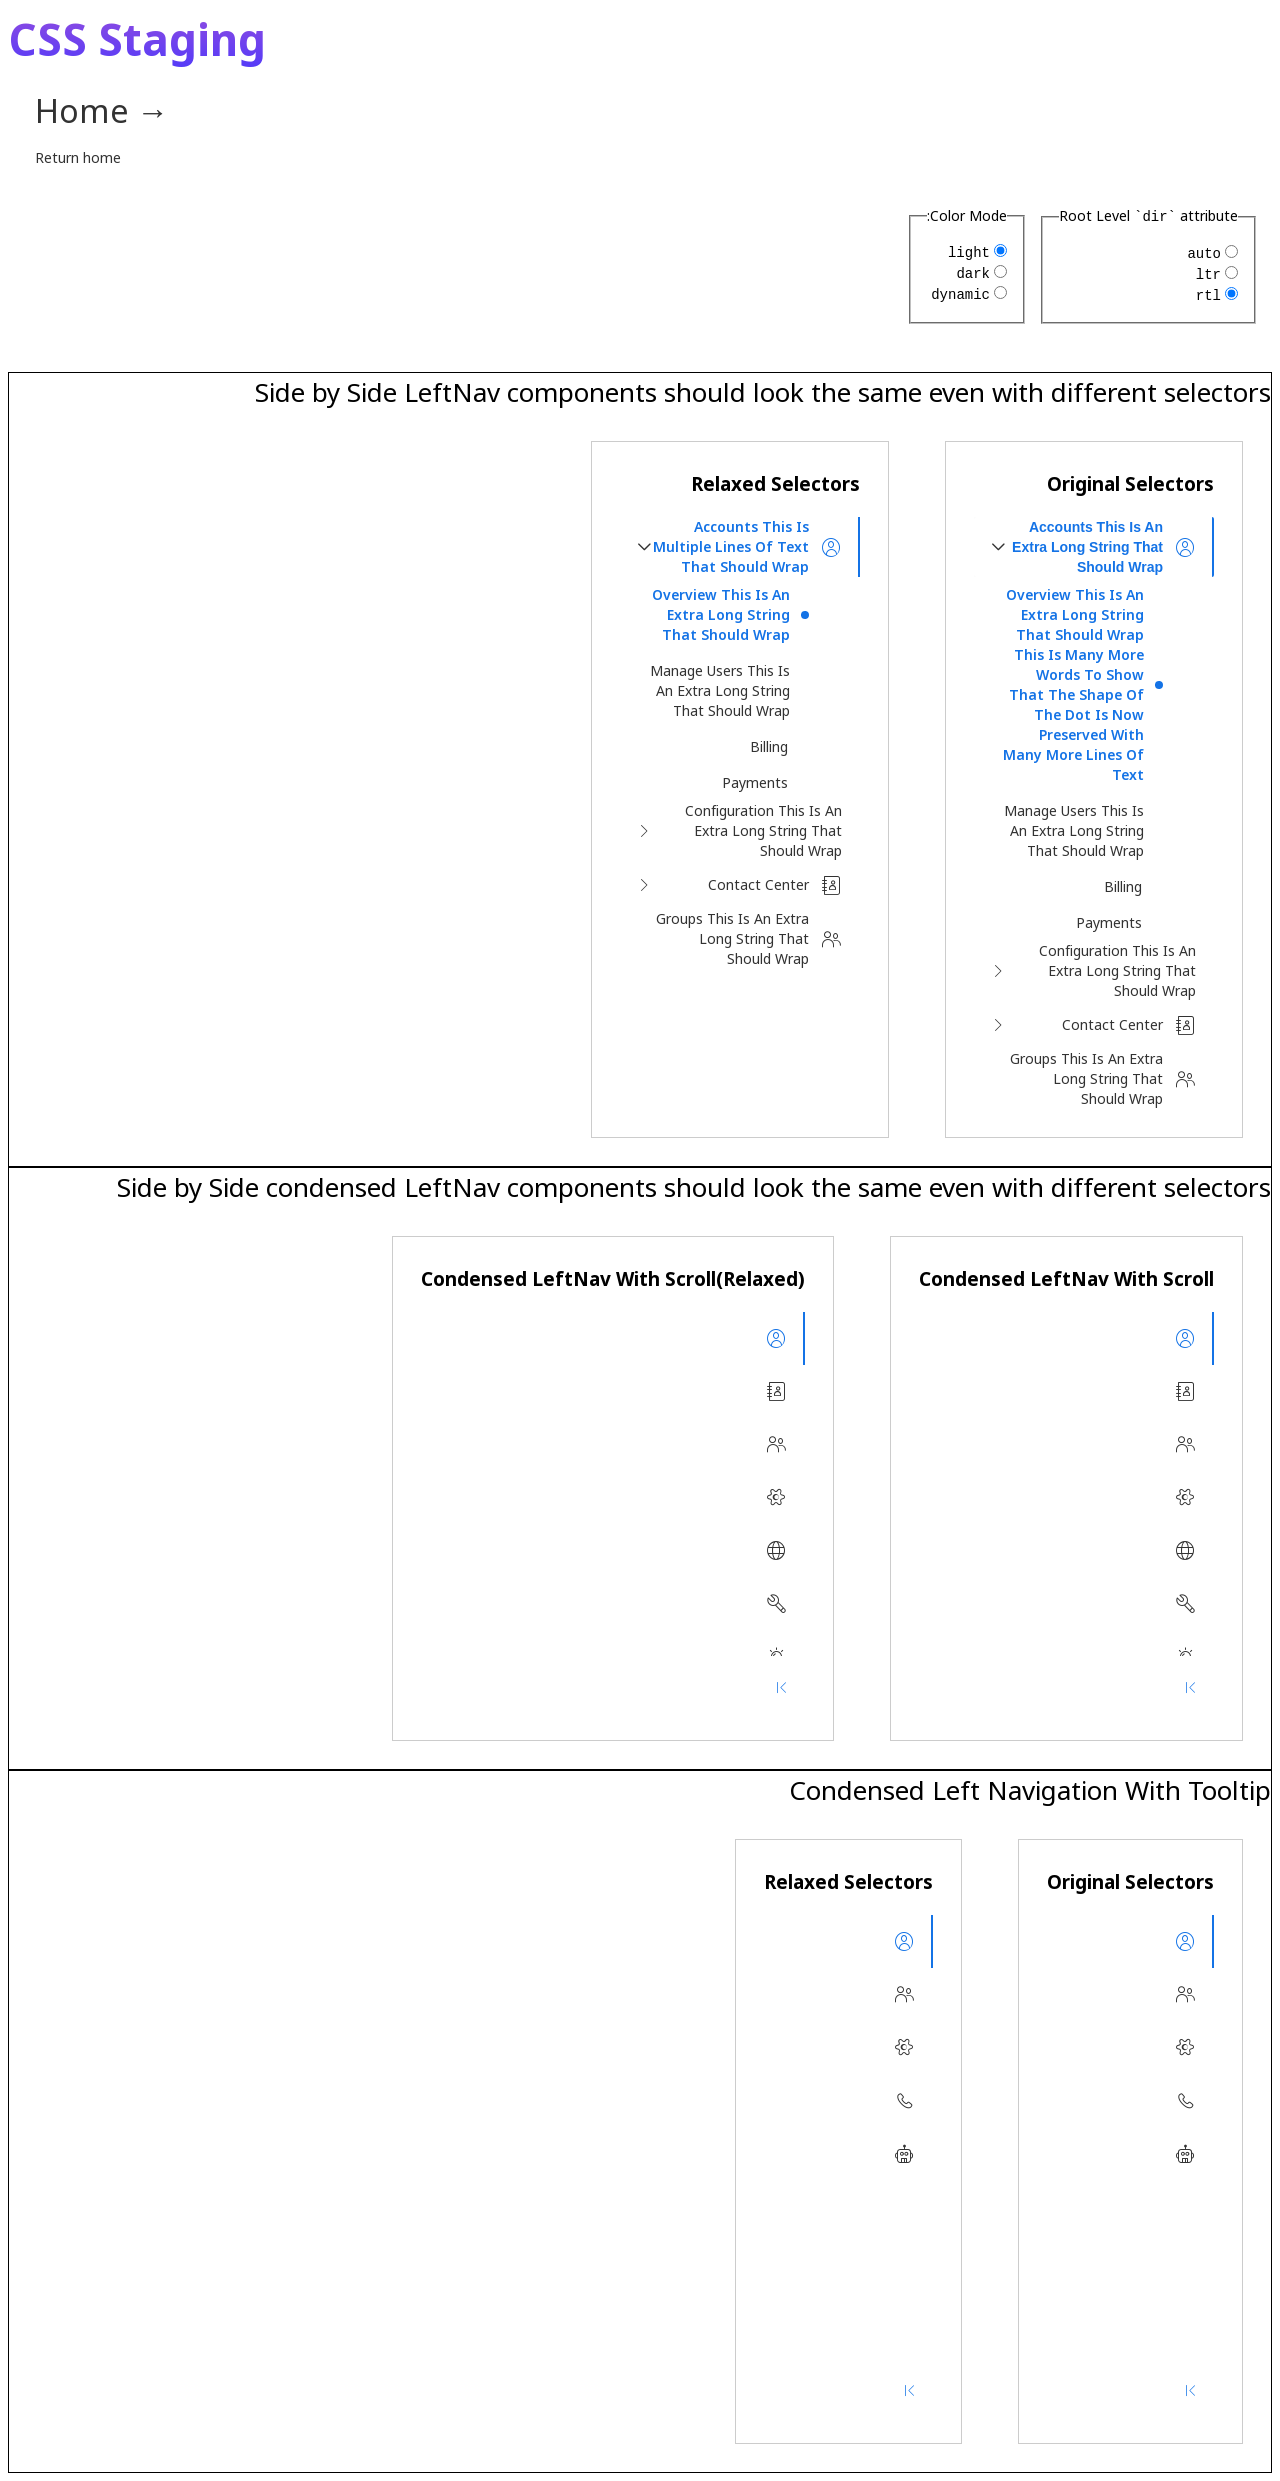 CSS Staging
Home →
Return home
Root Level `dir` attribute
auto
ltr
rtl
:Color Mode
light
dark
dynamic
Side by Side LeftNav components should look the same even with different selectors
Original Selectors
Accounts This Is An
Extra Long String That
Should Wrap
Overview This Is An
Extra Long String
That Should Wrap
This Is Many More
Words To Show
That The Shape Of
The Dot Is Now
Preserved With
Many More Lines Of
Text
Manage Users This Is
An Extra Long String
That Should Wrap
Billing
Payments
Configuration This Is An
Extra Long String That
Should Wrap
Contact Center
Groups This Is An Extra
Long String That
Should Wrap
Relaxed Selectors
Accounts This Is
Multiple Lines Of Text
That Should Wrap
Overview This Is An
Extra Long String
That Should Wrap
Manage Users This Is
An Extra Long String
That Should Wrap
Billing
Payments
Configuration This Is An
Extra Long String That
Should Wrap
Contact Center
Groups This Is An Extra
Long String That
Should Wrap
Side by Side condensed LeftNav components should look the same even with different selectors
Condensed LeftNav With Scroll
Condensed LeftNav With Scroll(Relaxed)
Condensed Left Navigation With Tooltip
Original Selectors
Relaxed Selectors